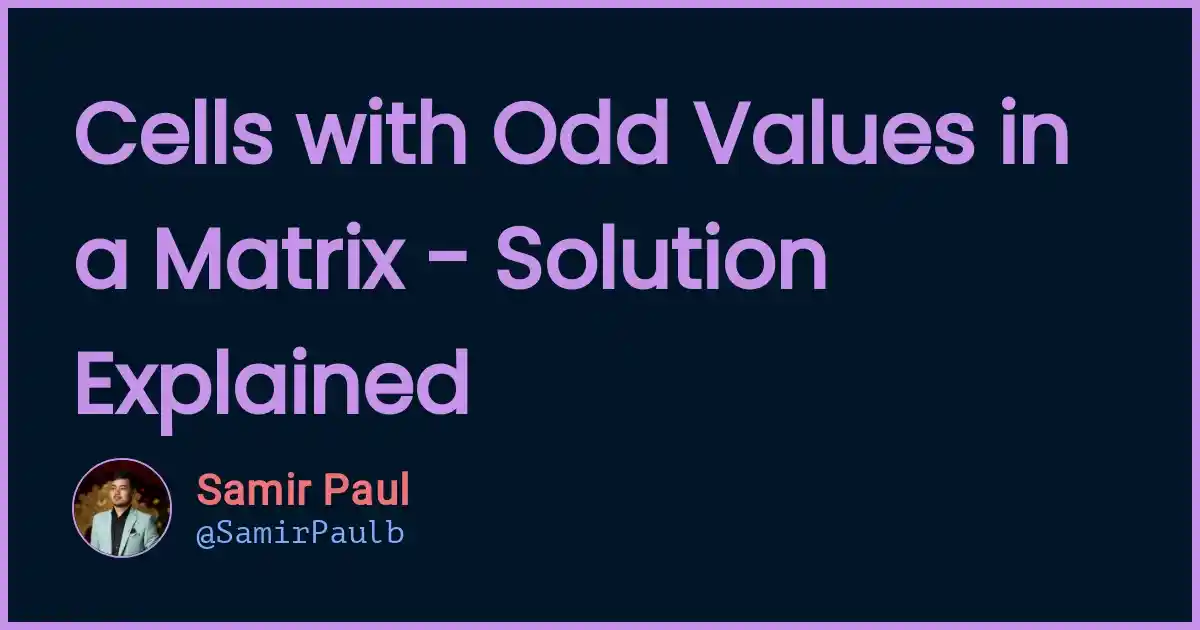 Cells with Odd Values in
a Matrix - Solution
Explained
Samir Paul
@SamirPaulb